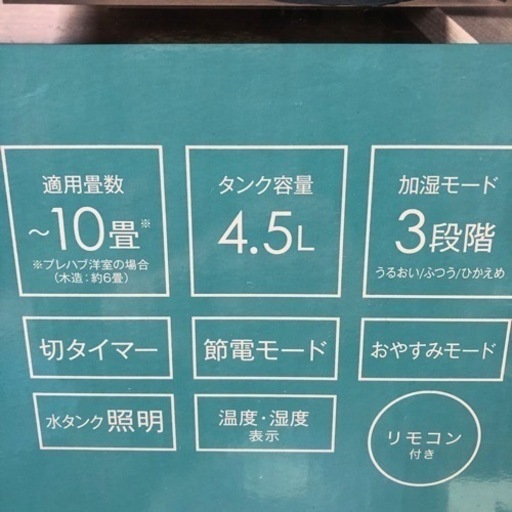 適用畳数
～10畳※
※プレハブ洋室の場合
（木造：約6畳）
タンク容量
4.5L
加湿モード
3段階
うるおい/ふつう/ひかえめ
切タイマー
節電モード
おやすみモード
水タンク照明
温度・湿度
表示
リモコン
付き